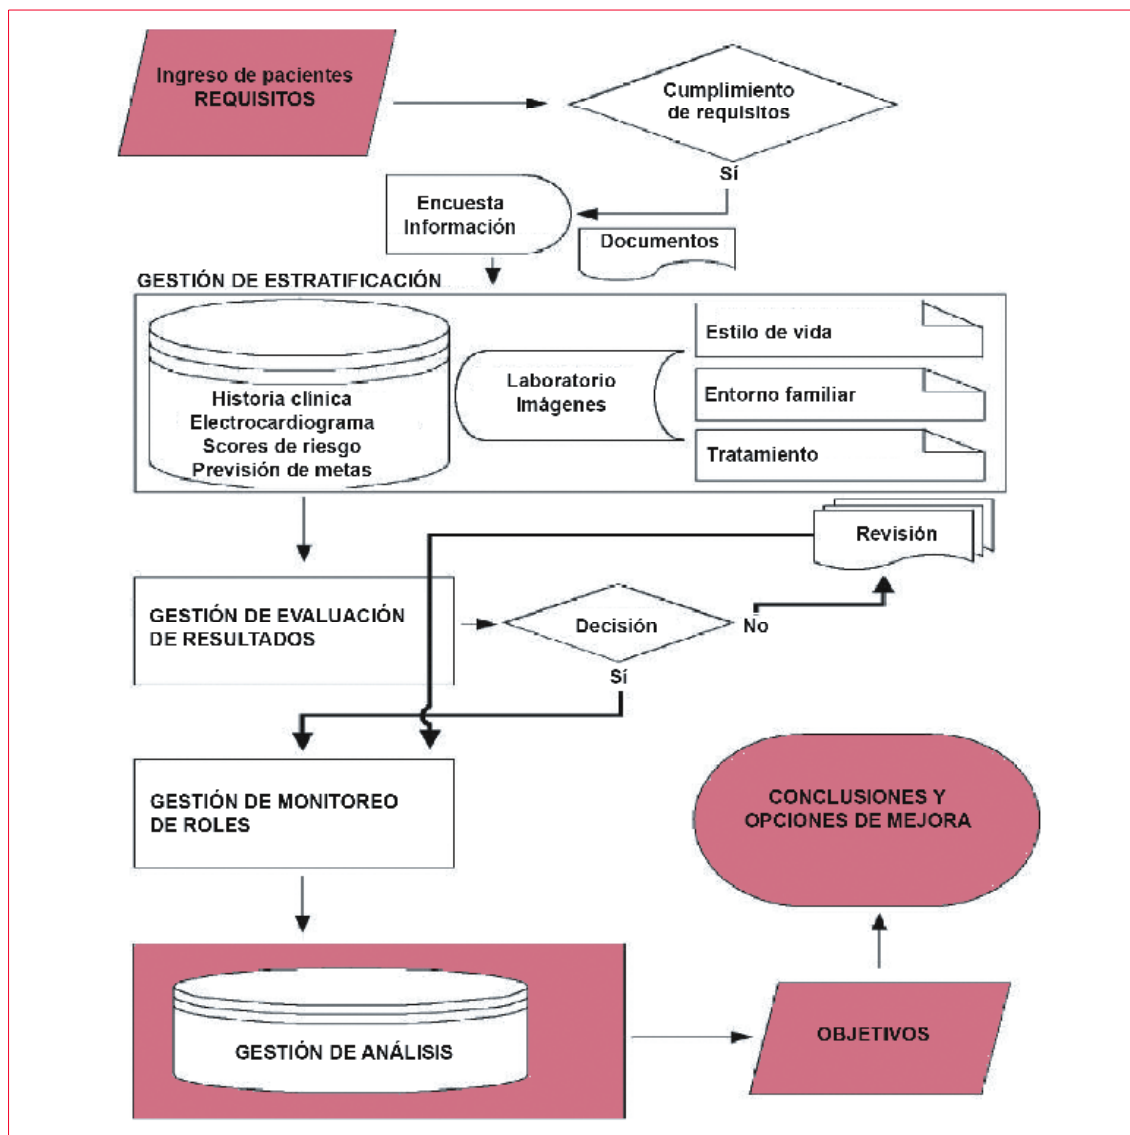 Ingreso de pacientes
REQUISITOS
Cumplimiento
de requisitos
Sí
Encuesta
Información
Documentos
GESTIÓN DE ESTRATIFICACIÓN
Historia clínica
Electrocardiograma
Scores de riesgo
Previsión de metas
Laboratorio
Imágenes
Estilo de vida
Entorno familiar
Tratamiento
Revisión
GESTIÓN DE EVALUACIÓN
DE RESULTADOS
Decisión
No
Sí
GESTIÓN DE MONITOREO
DE ROLES
CONCLUSIONES Y
OPCIONES DE MEJORA
GESTIÓN DE ANÁLISIS
OBJETIVOS